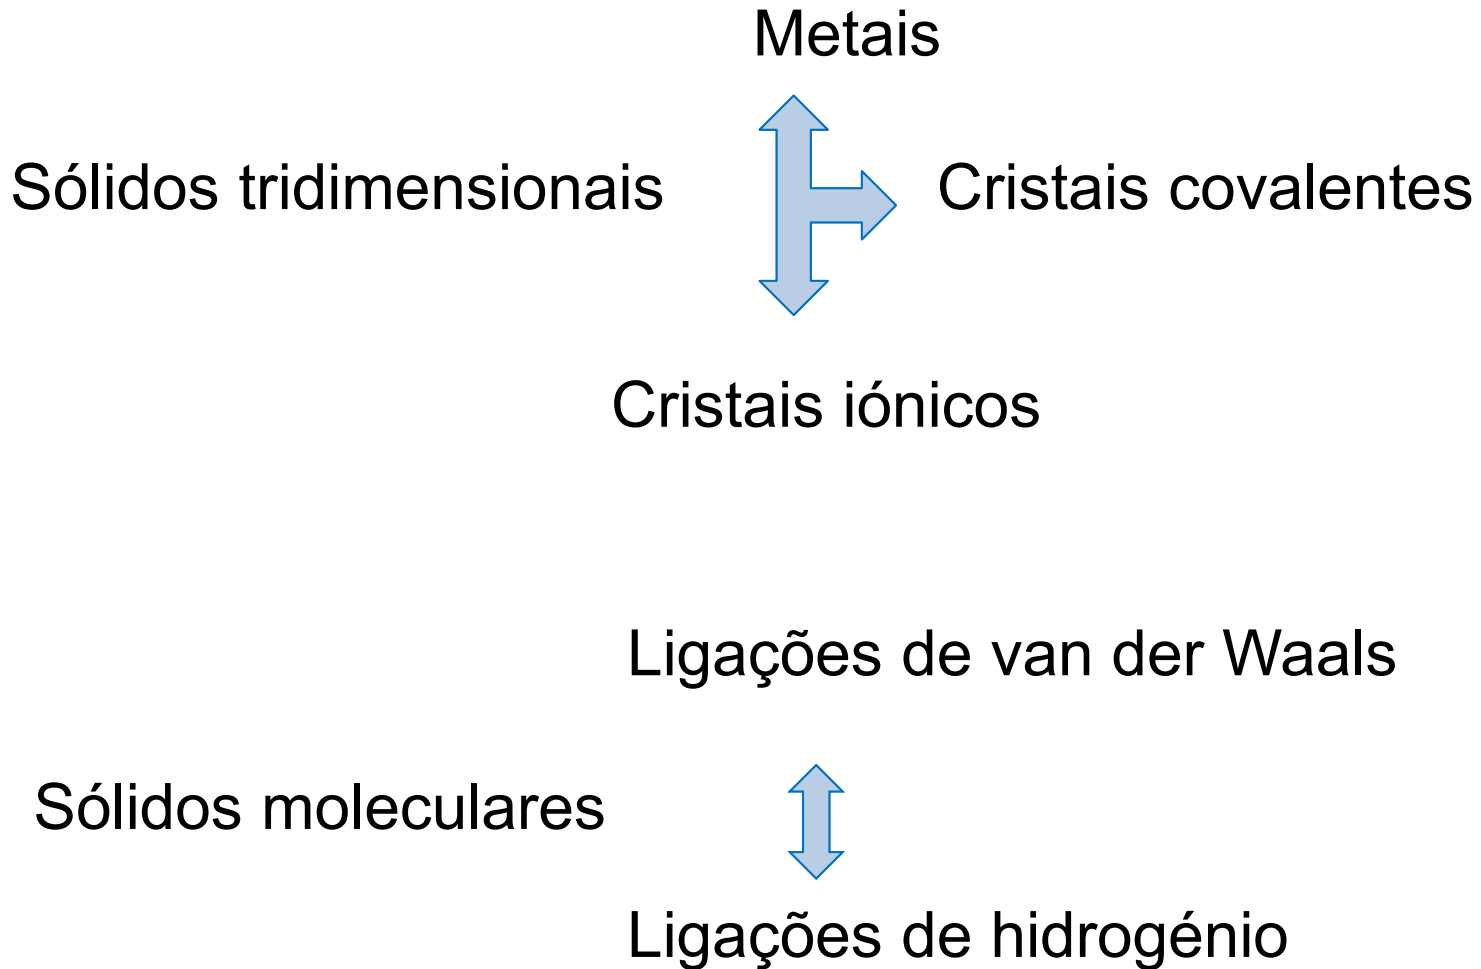 Metais
Sólidos tridimensionais
Cristais covalentes
Cristais iónicos
Ligações de van der Waals
Sólidos moleculares
Ligações de hidrogénio